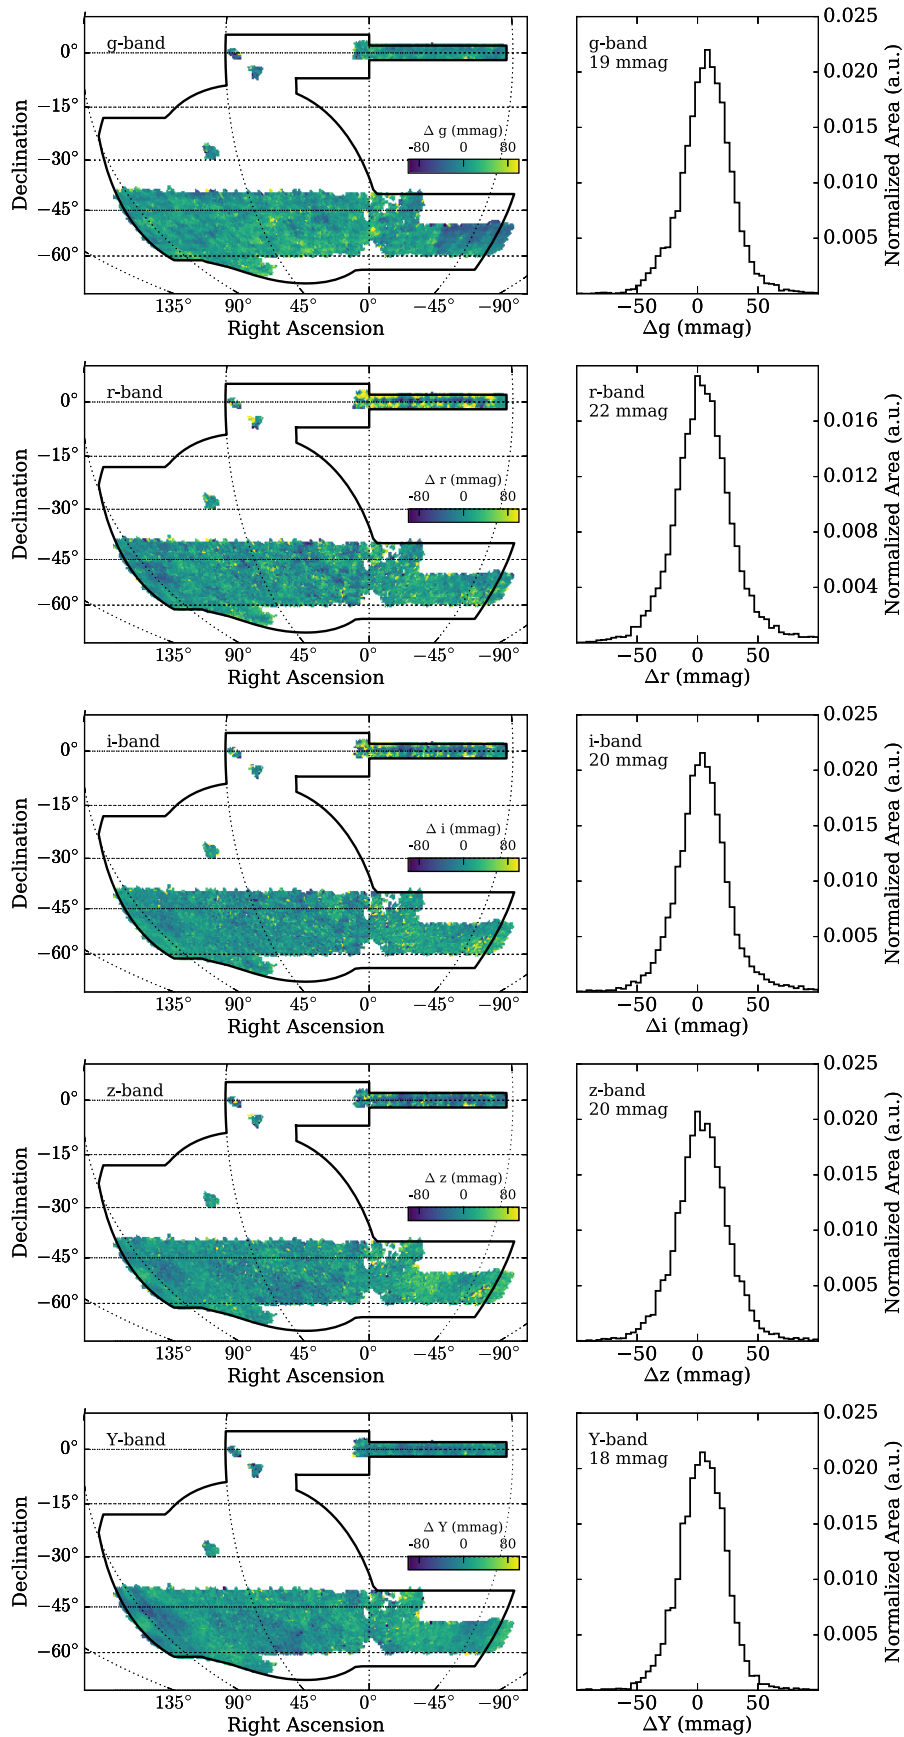 g-band
Δ g (mmag)
-80 0 80
0°
−15°
−30°
−45°
−60°
Declination
135° 90° 45° 0° −45° −90°
Right Ascension
g-band
19 mmag
0.025
0.020
0.015
0.010
0.005
Normalized Area (a.u.)
−50 0 50
Δg (mmag)
r-band
Δ r (mmag)
-80 0 80
0°
−15°
−30°
−45°
−60°
Declination
135° 90° 45° 0° −45° −90°
Right Ascension
r-band
22 mmag
0.016
0.012
0.008
0.004
Normalized Area (a.u.)
−50 0 50
Δr (mmag)
i-band
Δ i (mmag)
-80 0 80
0°
−15°
−30°
−45°
−60°
Declination
135° 90° 45° 0° −45° −90°
Right Ascension
i-band
20 mmag
0.025
0.020
0.015
0.010
0.005
Normalized Area (a.u.)
−50 0 50
Δi (mmag)
z-band
Δ z (mmag)
-80 0 80
0°
−15°
−30°
−45°
−60°
Declination
135° 90° 45° 0° −45° −90°
Right Ascension
z-band
20 mmag
0.025
0.020
0.015
0.010
0.005
Normalized Area (a.u.)
−50 0 50
Δz (mmag)
Y-band
Δ Y (mmag)
-80 0 80
0°
−15°
−30°
−45°
−60°
Declination
135° 90° 45° 0° −45° −90°
Right Ascension
Y-band
18 mmag
0.025
0.020
0.015
0.010
0.005
Normalized Area (a.u.)
−50 0 50
ΔY (mmag)